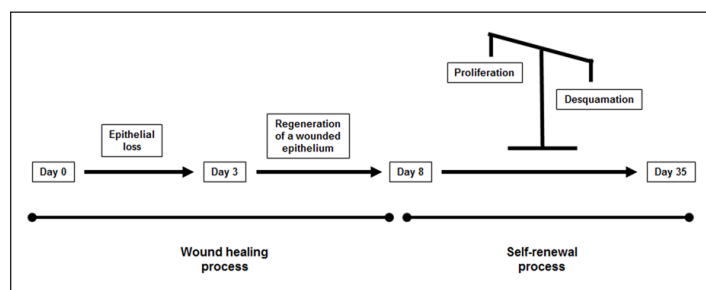 Proliferation
Desquamation
Epithelial
loss
Regeneration
of a wounded
epithelium
Day 0
Day 3
Day 8
Day 35
Wound healing
process
Self-renewal
process